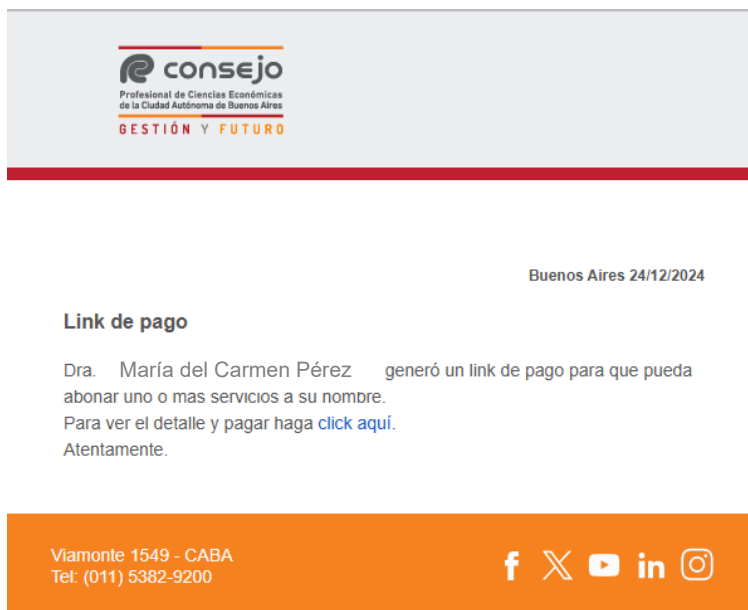 consejo
Profesional de Ciencias Económicas
de la Ciudad Autónoma de Buenos Aires
GESTIÓN Y FUTURO
Buenos Aires 24/12/2024
Link de pago
Dra. María del Carmen Pérez generó un link de pago para que pueda
abonar uno o mas servicios a su nombre.
Para ver el detalle y pagar haga click aquí.
Atentamente.
Viamonte 1549 - CABA
Tel: (011) 5382-9200